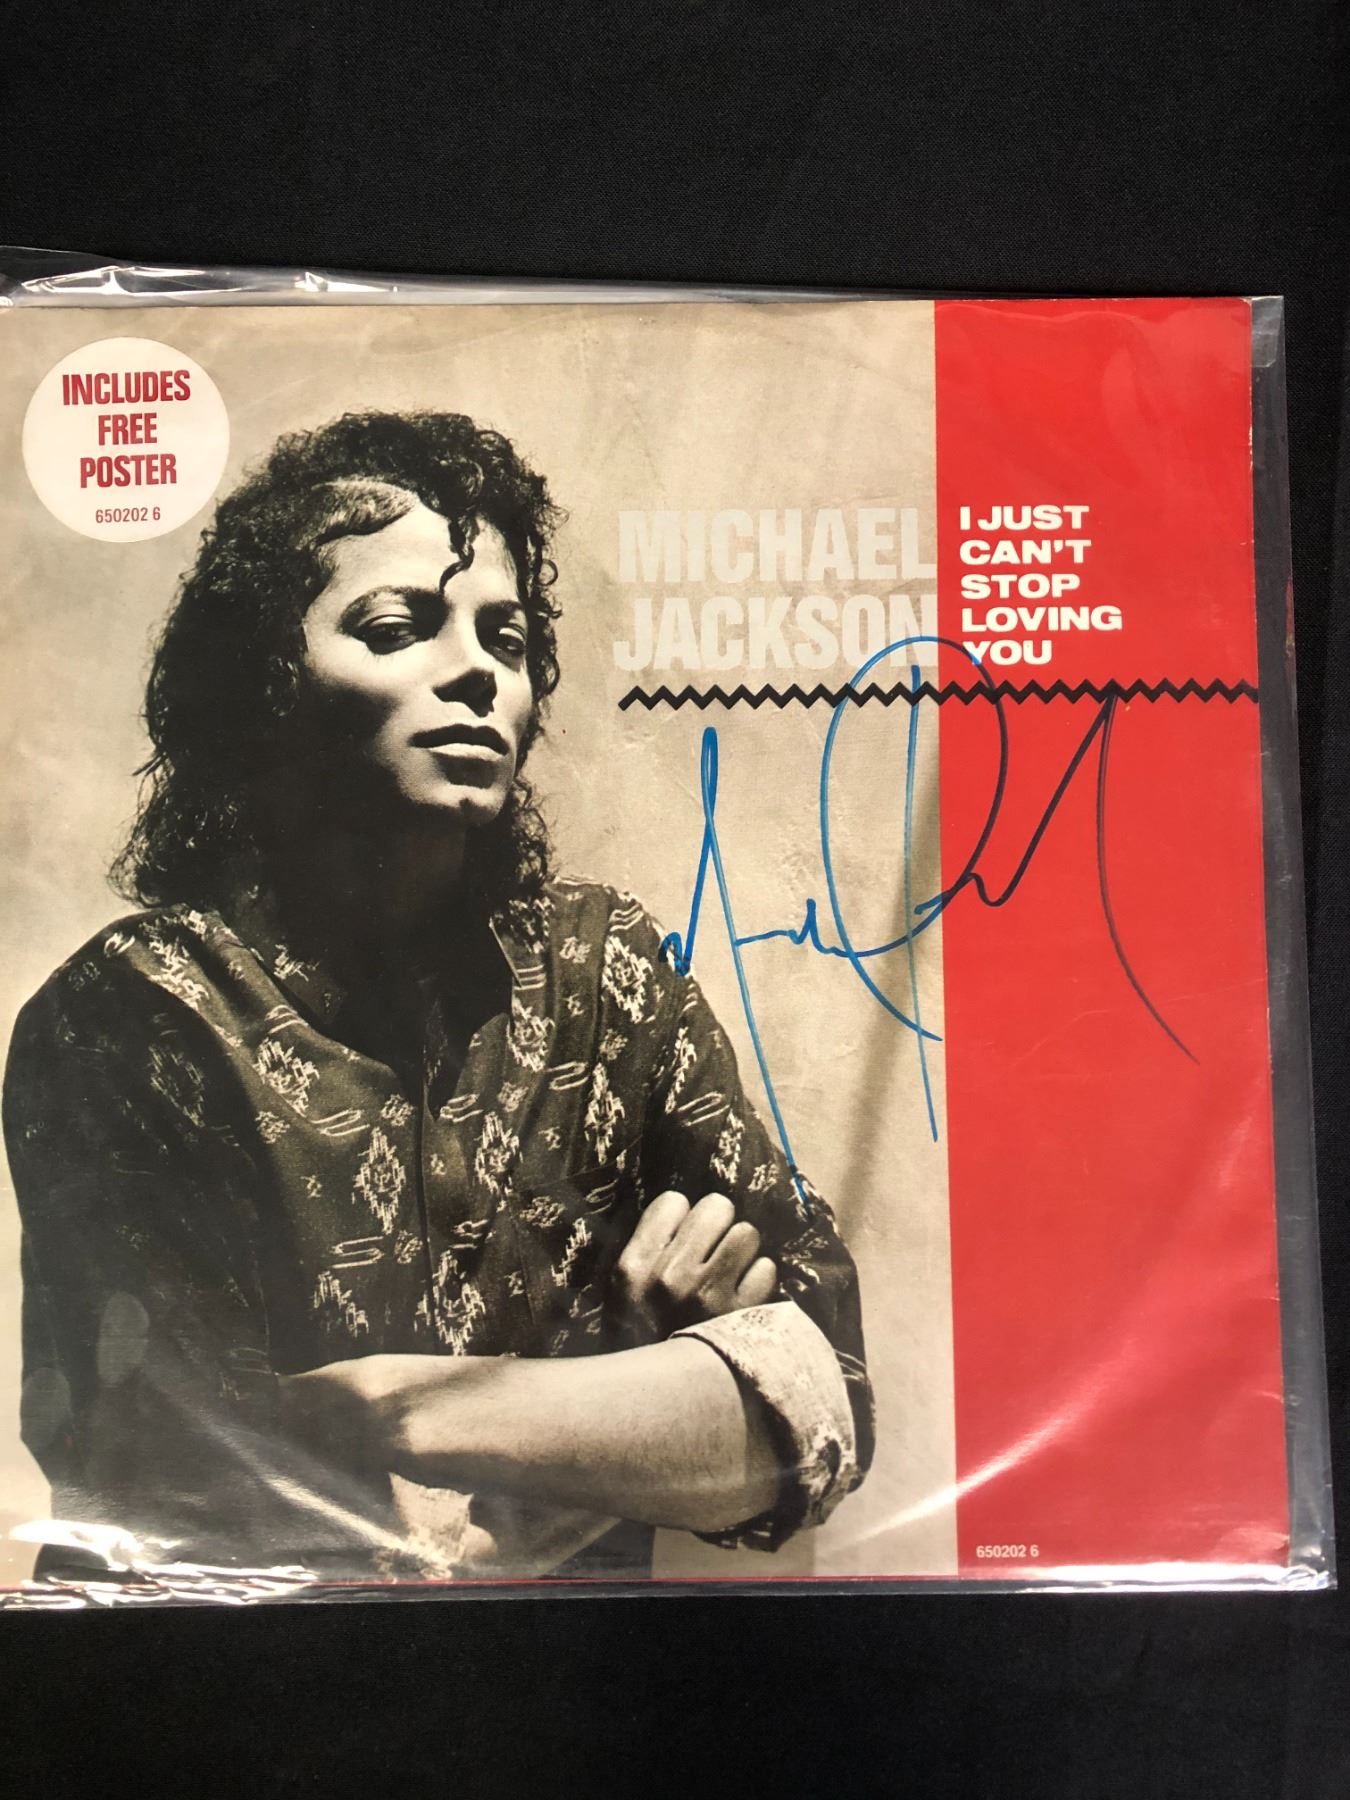 INCLUDES
FREE
POSTER
650202 6
MICHAEL
JACKSON
I JUST
CAN'T
STOP
LOVING
YOU
650202 6